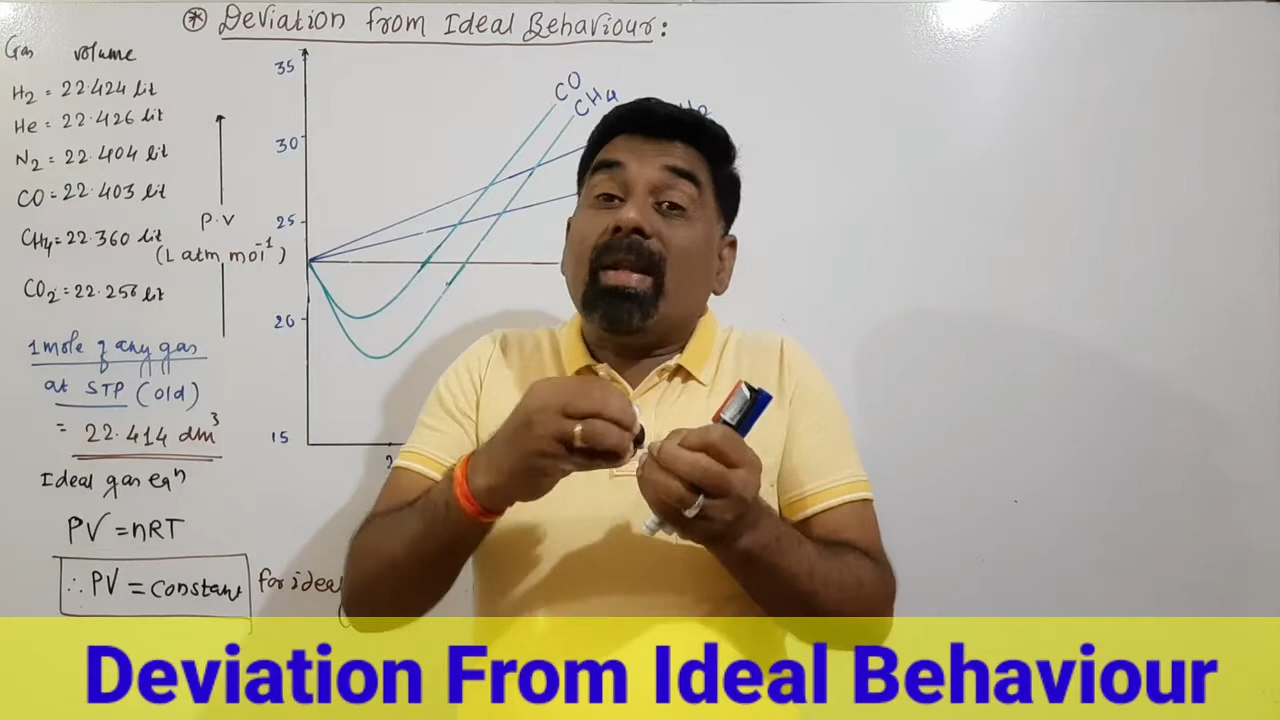 * Deviation from Ideal Behaviour :
Gas volume
H2 = 22.424 lit
He = 22.426 lit
N2 = 22.404 lit
CO = 22.403 lit
CH4 = 22.360 lit
CO2 = 22.256 lit
1 mole of any gas
at STP (old)
= 22.414 dm³
Ideal gas eqⁿ
PV = nRT
∴ PV = constant for
P.V
(L atm mol⁻¹)
35
30
25
20
15
CO
CH4
Deviation From Ideal Behaviour